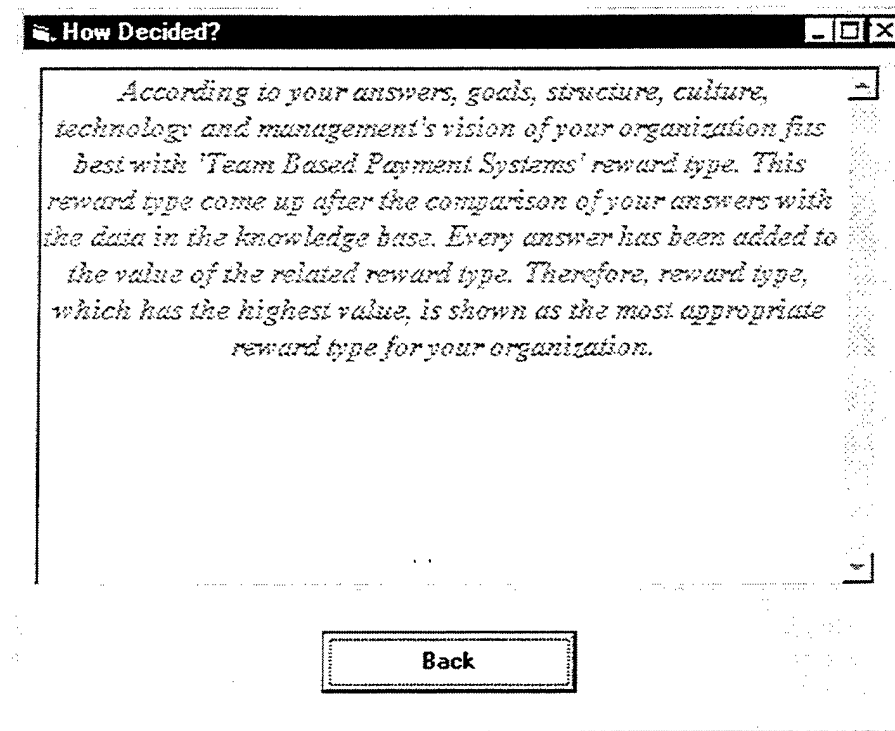 How Decided?
According to your answers, goals, structure, culture,
technology and management's vision of your organization fits
best with 'Team Based Payment Systems' reward type. This
reward type come up after the comparison of your answers with
the data in the knowledge base. Every answer has been added to
the value of the related reward type. Therefore, reward type,
which has the highest value, is shown as the most appropriate
reward type for your organization.
Back